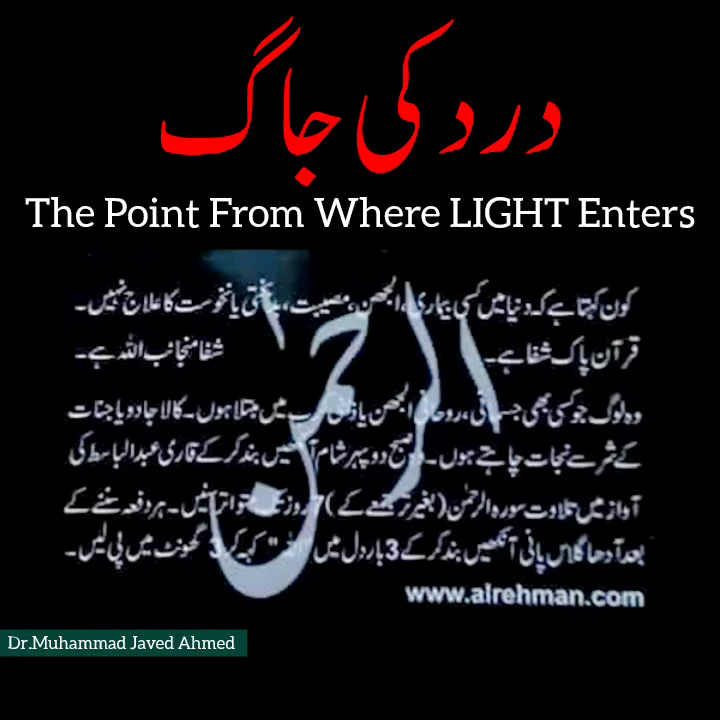 درد کی جاگ
The Point From Where LIGHT Enters
کون کہتا ہے کہ دنیا میں کسی بیماری، الجھن، مصیبت، بدبختی یا نحوست کا علاج نہیں۔
قرآن پاک شفا ہے۔ شفا منجانب اللہ ہے۔
وہ لوگ جو کسی بھی جسمانی، روحانی الجھن یا میں مبتلا ہوں۔ کالا جادو یا جنات
کے شر سے نجات چاہتے ہوں۔ صبح دوپہر شام آنکھیں بند کر کے قاری عبدالباسط کی
آواز میں تلاوت سورہ الرحمٰن (بغیر ترجمے کے) 7 روز تک متواتر سنیں۔ ہر دفعہ سننے کے
بعد آدھا گلاس پانی آنکھیں بند کر کے 3 بار دل میں "اللہ" کہہ کر 3 گھونٹ میں پی لیں۔
الرحمن
www.alrehman.com
Dr.Muhammad Javed Ahmed